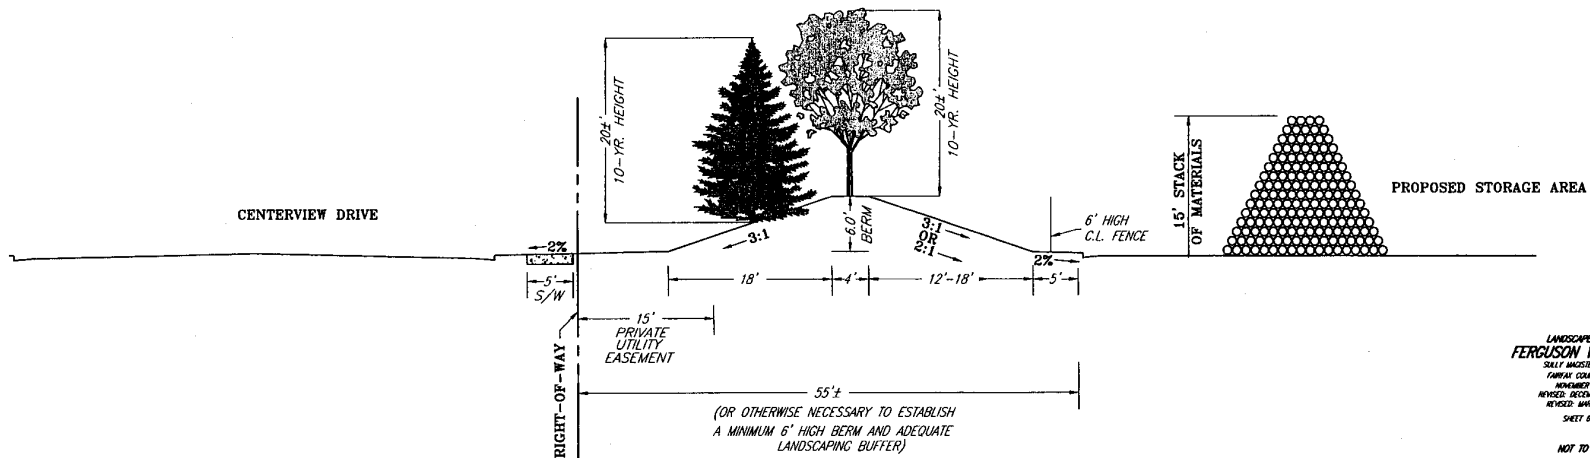 20±'
10-YR. HEIGHT
20±'
10-YR. HEIGHT
CENTERVIEW DRIVE
2%
5'
S/W
3:1
6.0'
BERM
3:1
OR
2:1
6' HIGH
C.L. FENCE
2%
15' STACK
OF MATERIALS
PROPOSED STORAGE AREA
18'
4'
12'-18'
5'
15'
PRIVATE
UTILITY
EASEMENT
RIGHT-OF-WAY
55'±
(OR OTHERWISE NECESSARY TO ESTABLISH
A MINIMUM 6' HIGH BERM AND ADEQUATE
LANDSCAPING BUFFER)
LANDSCAPE
FERGUSON
SULLY
FAIRFAX
NOVEMBER
REVISED:
REVISED:
SHEET
NOT TO